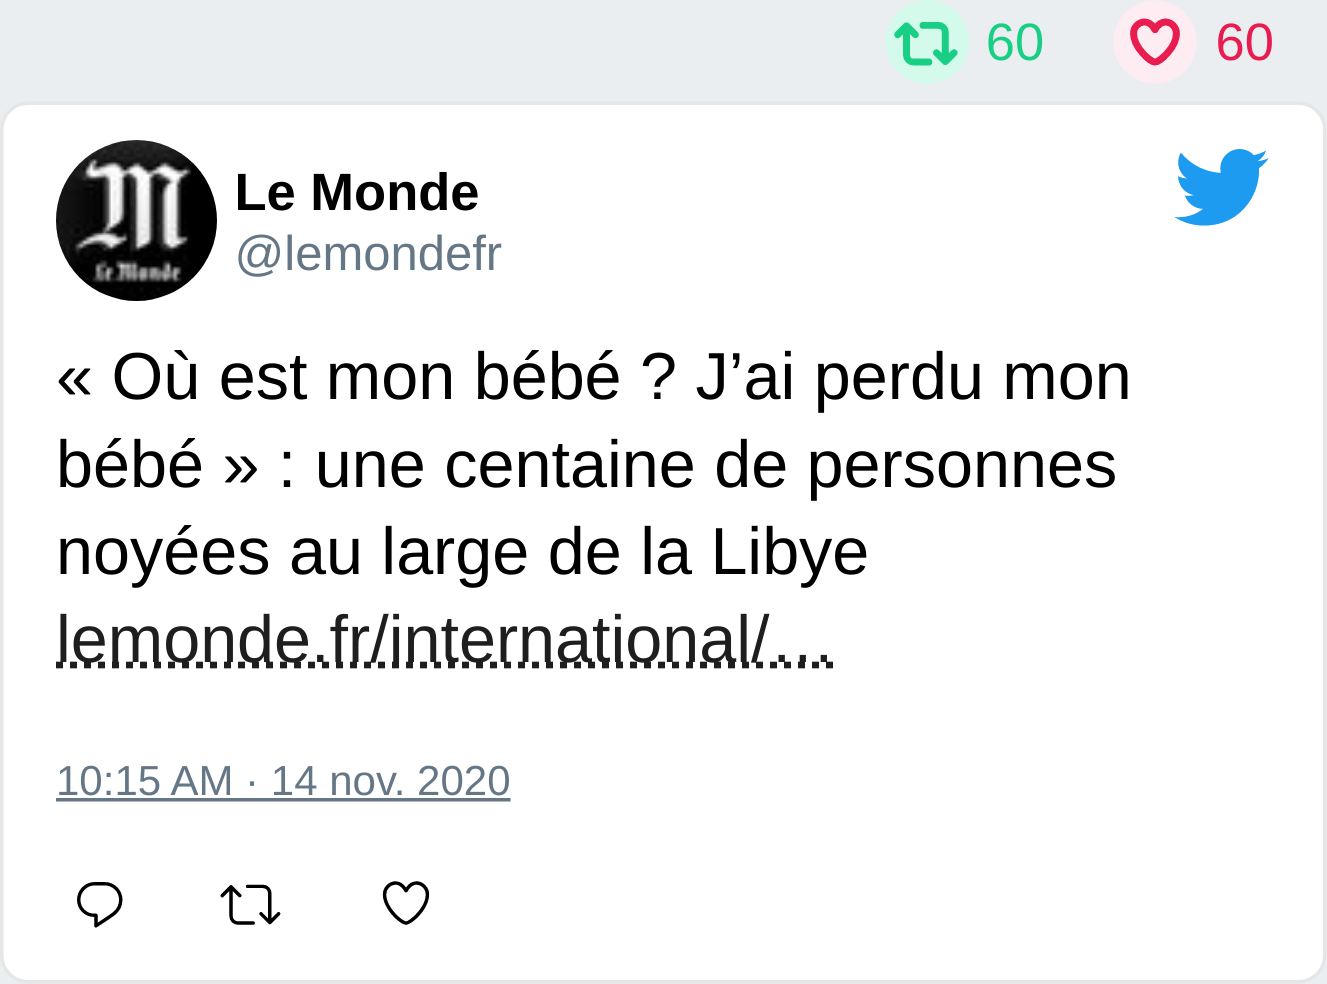 60 60
Le Monde
Le Monde
@lemondefr
« Où est mon bébé ? J’ai perdu mon
bébé » : une centaine de personnes
noyées au large de la Libye
lemonde.fr/international/…
10:15 AM · 14 nov. 2020